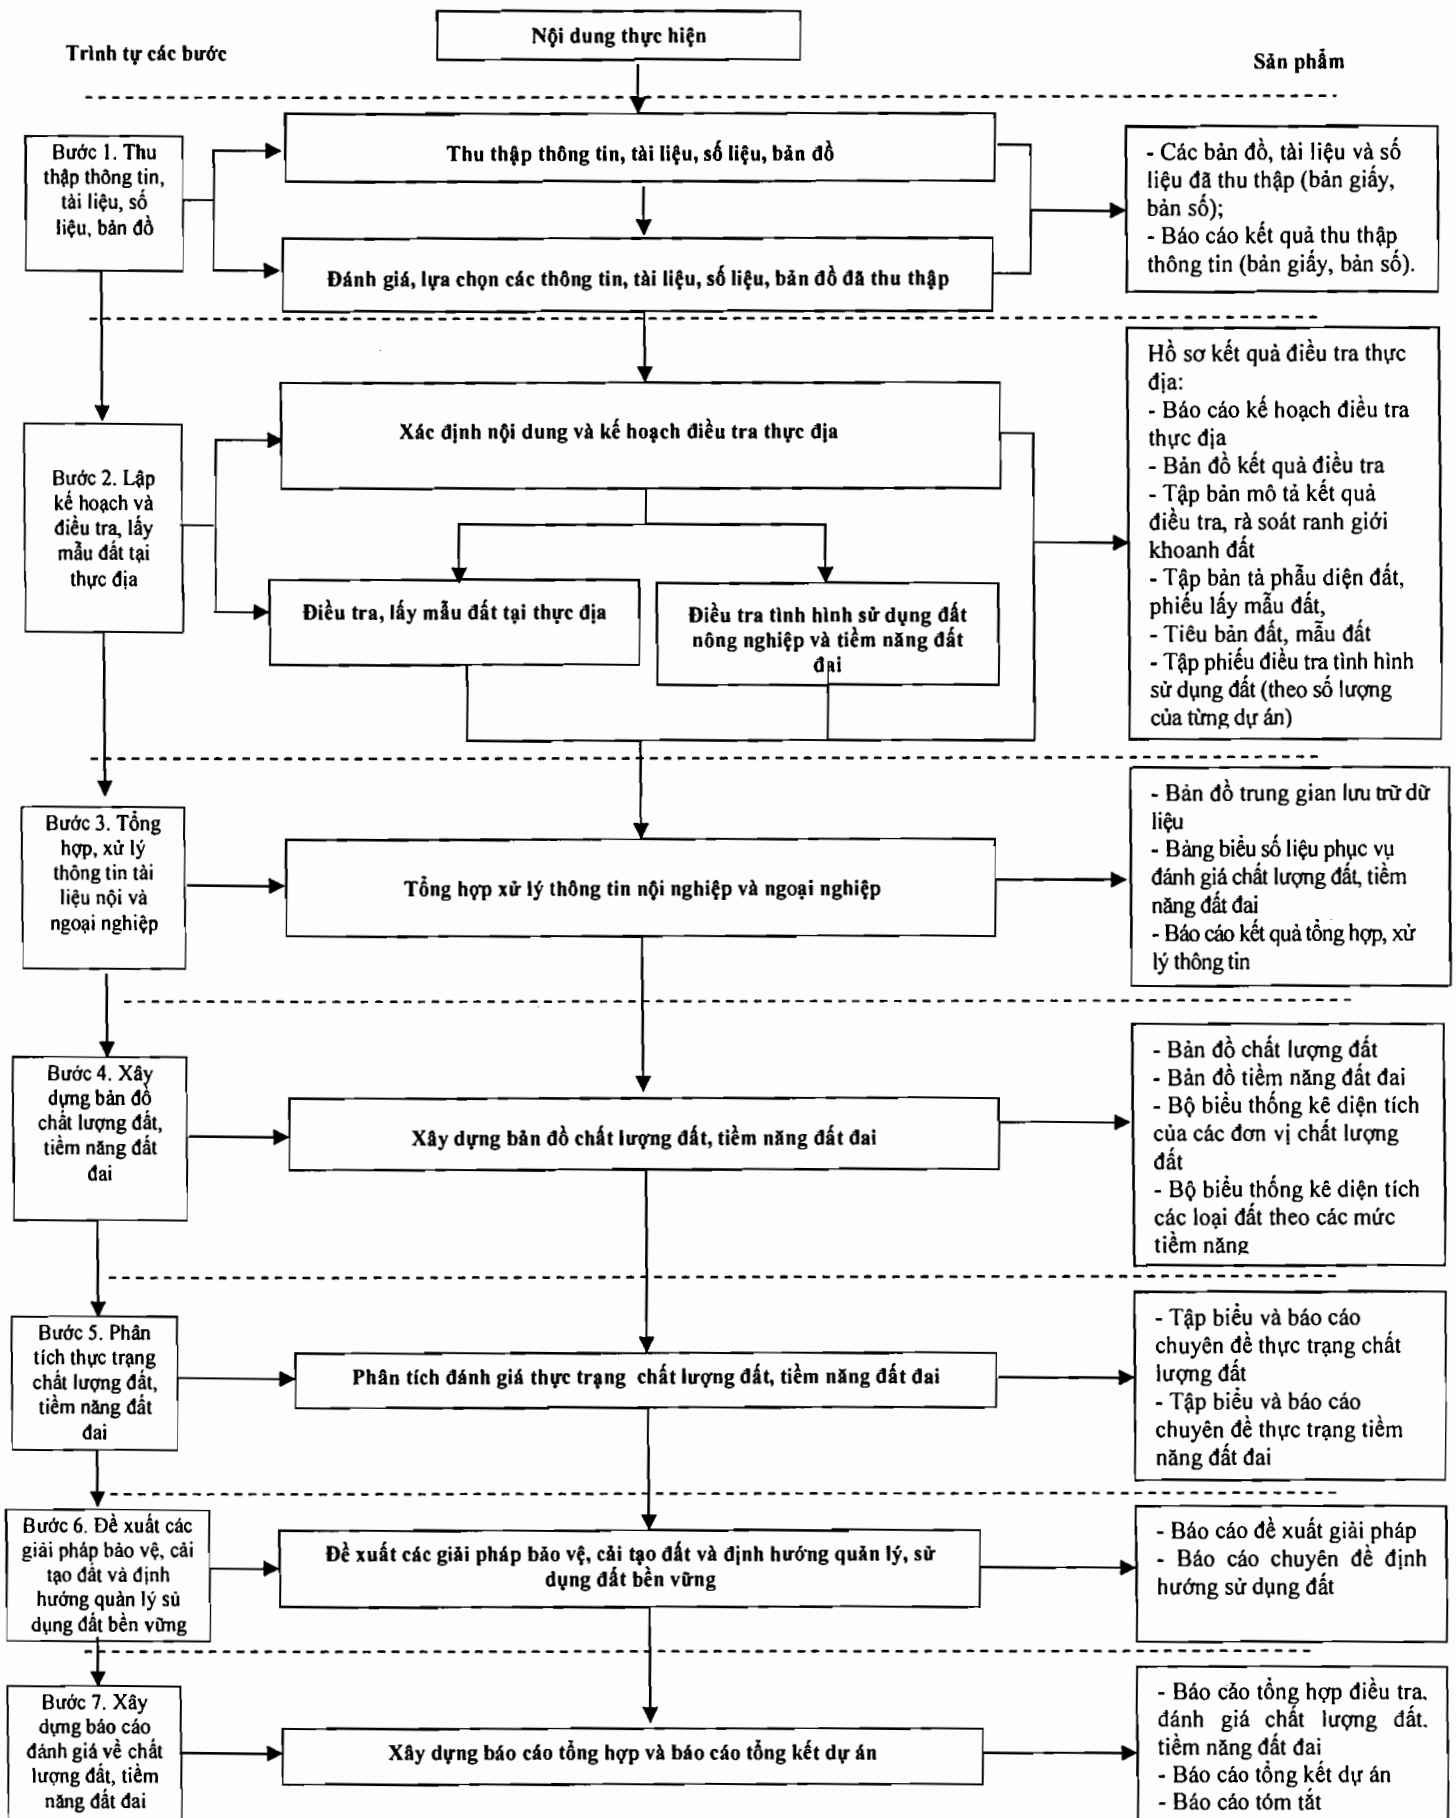 Nội dung thực hiện
Trình tự các bước
Sản phẩm
Bước 1. Thu
thập thông tin,
tài liệu, số
liệu, bản đồ
Thu thập thông tin, tài liệu, số liệu, bản đồ
Đánh giá, lựa chọn các thông tin, tài liệu, số liệu, bản đồ đã thu thập
- Các bản đồ, tài liệu và số
liệu đã thu thập (bản giấy,
bản số);
- Báo cáo kết quả thu thập
thông tin (bản giấy, bản số).
Bước 2. Lập
kế hoạch và
điều tra, lấy
mẫu đất tại
thực địa
Xác định nội dung và kế hoạch điều tra thực địa
Điều tra, lấy mẫu đất tại thực địa
Điều tra tình hình sử dụng đất
nông nghiệp và tiềm năng đất
đai
Hồ sơ kết quả điều tra thực
địa:
- Báo cáo kế hoạch điều tra
thực địa
- Bản đồ kết quả điều tra
- Tập bản mô tả kết quả
điều tra, rà soát ranh giới
khoanh đất
- Tập bản tả phẫu diện đất,
phiếu lấy mẫu đất,
- Tiêu bản đất, mẫu đất
- Tập phiếu điều tra tình hình
sử dụng đất (theo số lượng
của từng dự án)
Bước 3. Tổng
hợp, xử lý
thông tin tài
liệu nội và
ngoại nghiệp
Tổng hợp xử lý thông tin nội nghiệp và ngoại nghiệp
- Bản đồ trung gian lưu trữ dữ
liệu
- Bảng biểu số liệu phục vụ
đánh giá chất lượng đất, tiềm
năng đất đai
- Báo cáo kết quả tổng hợp, xử
lý thông tin
Bước 4. Xây
dựng bản đồ
chất lượng đất,
tiềm năng đất
đai
Xây dựng bản đồ chất lượng đất, tiềm năng đất đai
- Bản đồ chất lượng đất
- Bản đồ tiềm năng đất đai
- Bộ biểu thống kê diện tích
của các đơn vị chất lượng
đất
- Bộ biểu thống kê diện tích
các loại đất theo các mức
tiềm năng
Bước 5. Phân
tích thực trạng
chất lượng đất,
tiềm năng đất
đai
Phân tích đánh giá thực trạng chất lượng đất, tiềm năng đất đai
- Tập biểu và báo cáo
chuyên đề thực trạng chất
lượng đất
- Tập biểu và báo cáo
chuyên đề thực trạng tiềm
năng đất đai
Bước 6. Đề xuất các
giải pháp bảo vệ, cải
tạo đất và định
hướng quản lý sử
dụng đất bền vững
Đề xuất các giải pháp bảo vệ, cải tạo đất và định hướng quản lý, sử
dụng đất bền vững
- Báo cáo đề xuất giải pháp
- Báo cáo chuyên đề định
hướng sử dụng đất
Bước 7. Xây
dựng báo cáo
đánh giá về chất
lượng đất, tiềm
năng đất đai
Xây dựng báo cáo tổng hợp và báo cáo tổng kết dự án
- Báo cáo tổng hợp điều tra,
đánh giá chất lượng đất,
tiềm năng đất đai
- Báo cáo tổng kết dự án
- Báo cáo tóm tắt